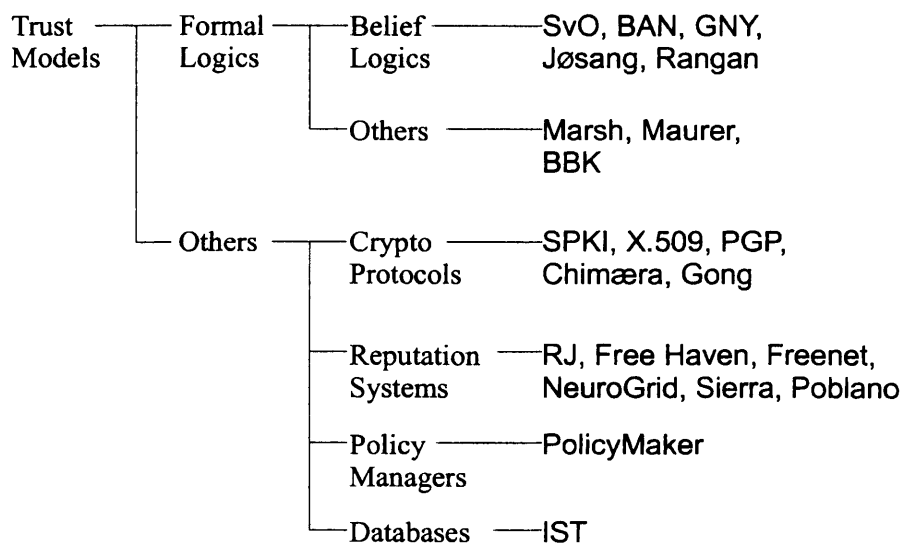 Trust Formal Belief SvO, BAN, GNY,
Models Logics Logics Jøsang, Rangan
Others Marsh, Maurer,
BBK
Others Crypto SPKI, X.509, PGP,
Protocols Chimæra, Gong
Reputation RJ, Free Haven, Freenet,
Systems NeuroGrid, Sierra, Poblano
Policy PolicyMaker
Managers
Databases IST